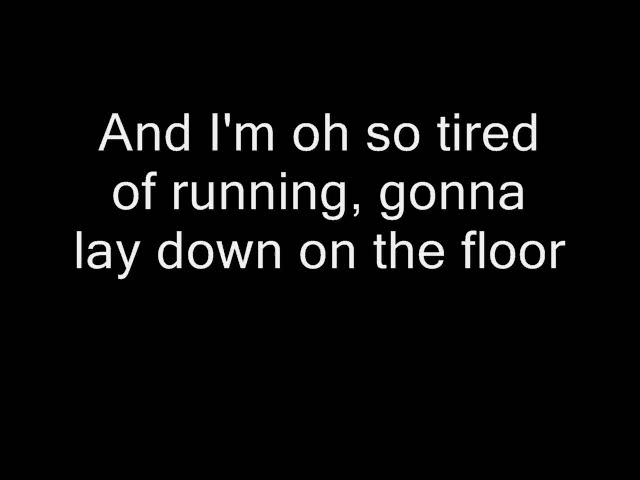 And I'm oh so tired
of running, gonna
lay down on the floor